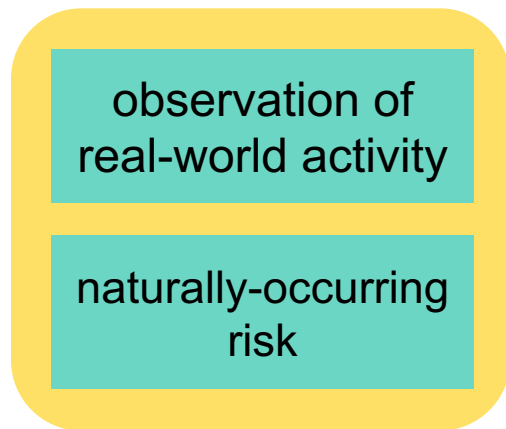 observation of
real-world activity
naturally-occurring
risk